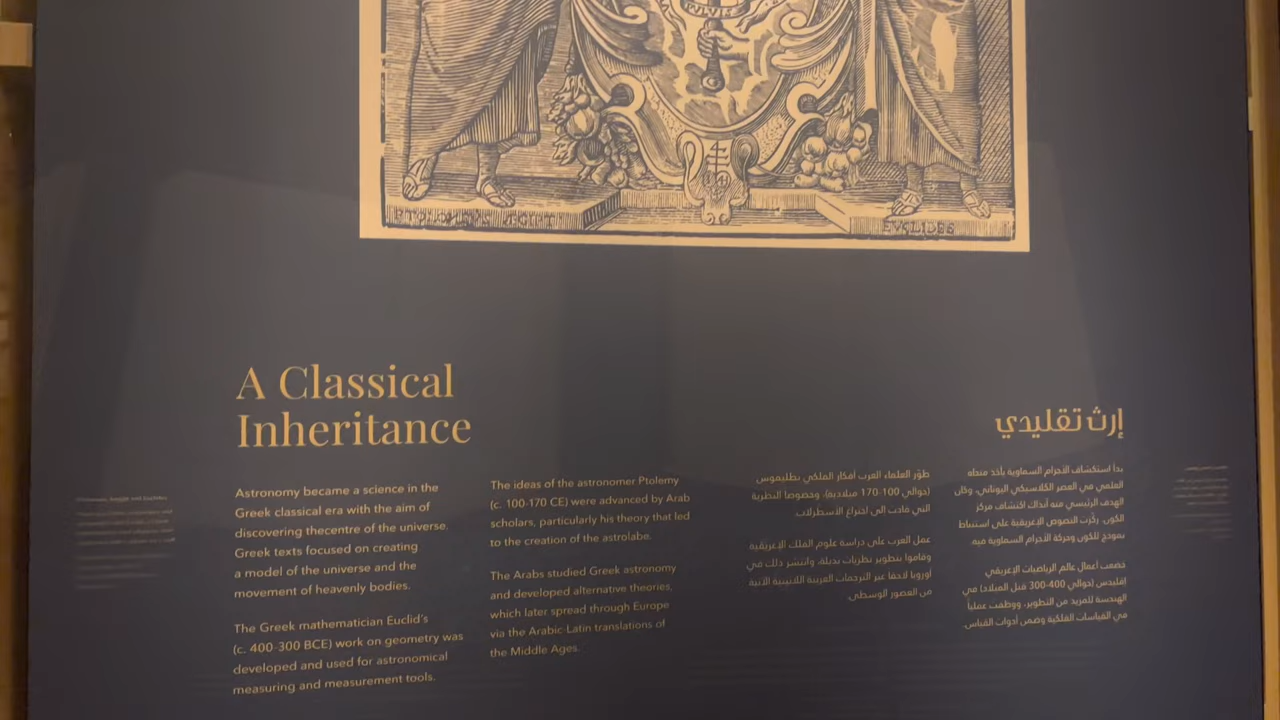 EVCLIDES
A Classical
Inheritance
Astronomy became a science in the
Greek classical era with the aim of
discovering thecentre of the universe.
Greek texts focused on creating
a model of the universe and the
movement of heavenly bodies.
The Greek mathematician Euclid's
(c. 400-300 BCE) work on geometry was
developed and used for astronomical
measuring and measurement tools.
The ideas of the astronomer Ptolemy
(c. 100-170 CE) were advanced by Arab
scholars, particularly his theory that led
to the creation of the astrolabe.
The Arabs studied Greek astronomy
and developed alternative theories,
which later spread through Europe
via the Arabic-Latin translations of
the Middle Ages.
إرث تقليدي
بدأ استكشاف الأجرام السماوية يأخذ منحاه
العلمي في العصر الكلاسيكي اليوناني، وكان
الهدف الرئيسي منه آنذاك اكتشاف مركز
الكون. ركّزت النصوص الإغريقية على استنباط
نموذج للكون وحركة الأجرام السماوية فيه.
خضعت أعمال عالم الرياضيات الإغريقي
إقليدس (حوالي 400-300 قبل الميلاد) في
الهندسة للمزيد من التطوير، ووظفت عملياً
في القياسات الفلكية وضمن أدوات القياس.
طوّر العلماء العرب أفكار الفلكي بطليموس
(حوالي 100-170 ميلادية)، وخصوصاً النظرية
التي قادت الى اختراع الأسطرلاب.
عمل العرب على دراسة علوم الفلك الإغريقية
وقاموا بتطوير نظريات بديلة، وانتشر ذلك في
أوروبا لاحقا عبر الترجمات العربية اللاتينية الآتية
من العصور الوسطى.